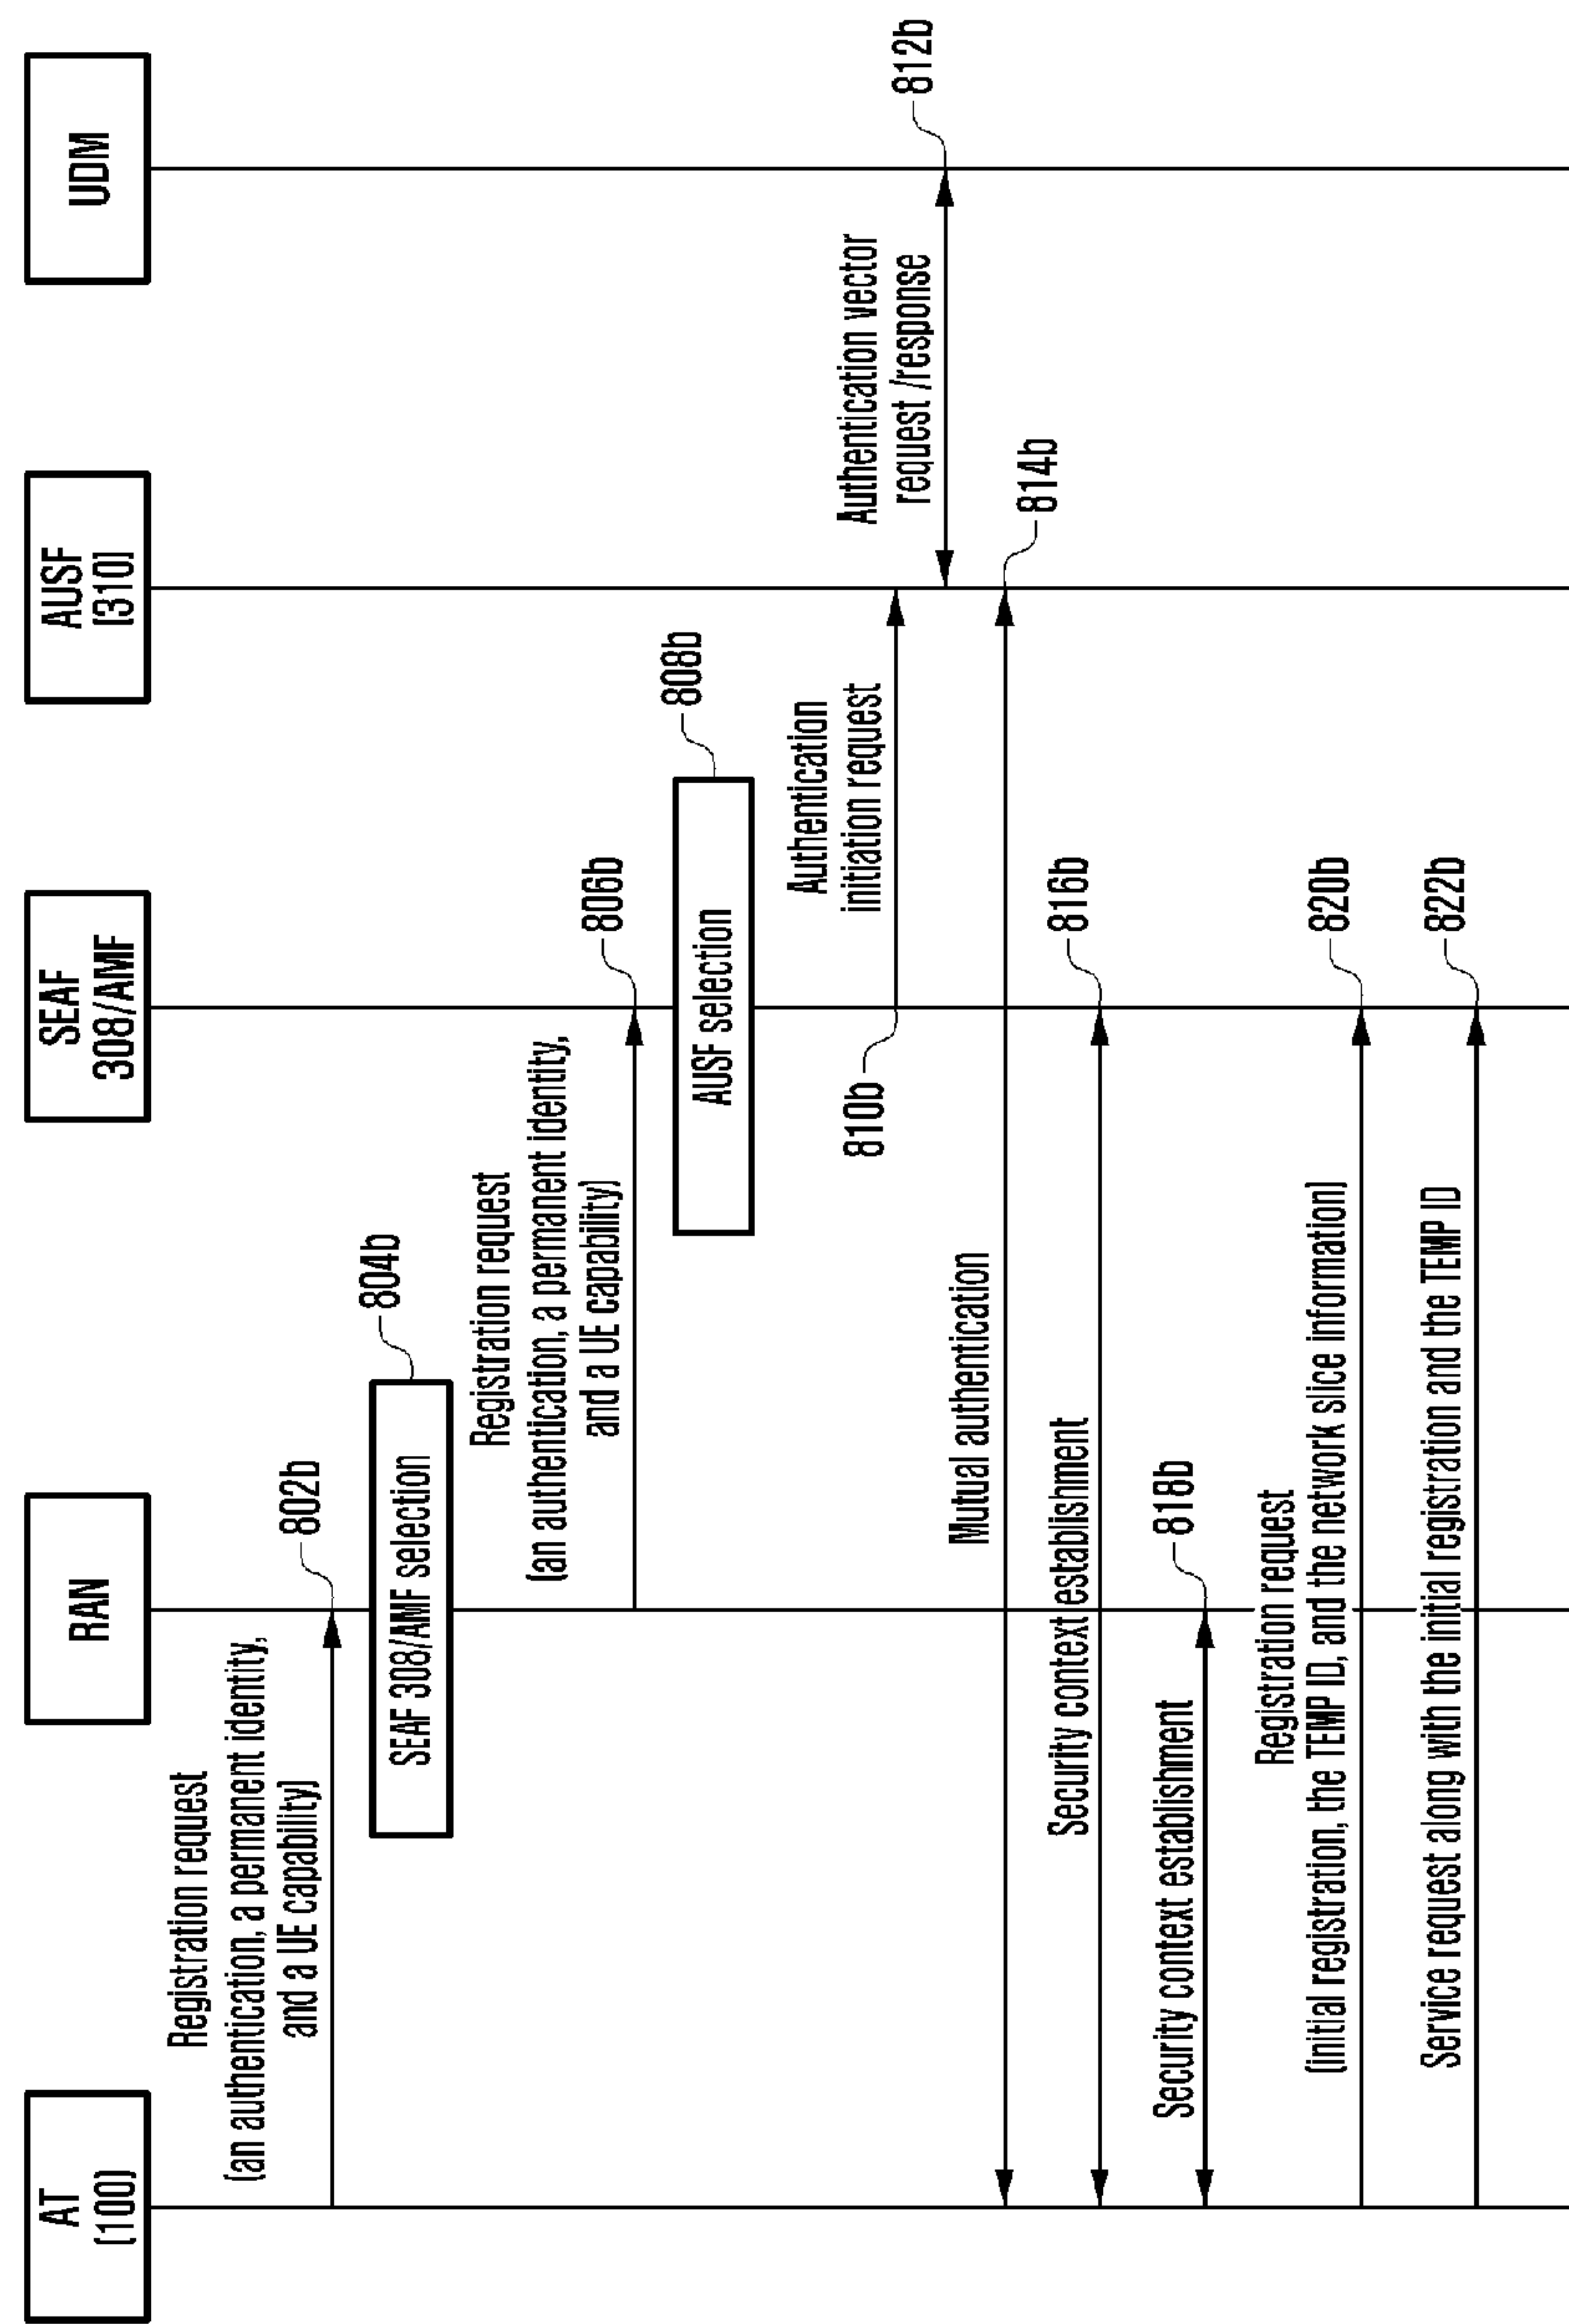 AT
(100)
RAN
SEAF
308/AMF
AUSF
(310)
UDM
Registration request
(an authentication, a permanent identity,
and a UE capability)
802b
SEAF 308/AMF selection
804b
Registration request
(an authentication, a permanent identity,
and a UE capability)
806b
AUSF selection
808b
Authentication
initiation request
810b
Authentication vector
request /response
812b
Mutual authentication
814b
Security context establishment
816b
Security context establishment
818b
Registration request
(initial registration, the TEMP ID, and the network slice information)
820b
Service request along with the initial registration and the TEMP ID
822b